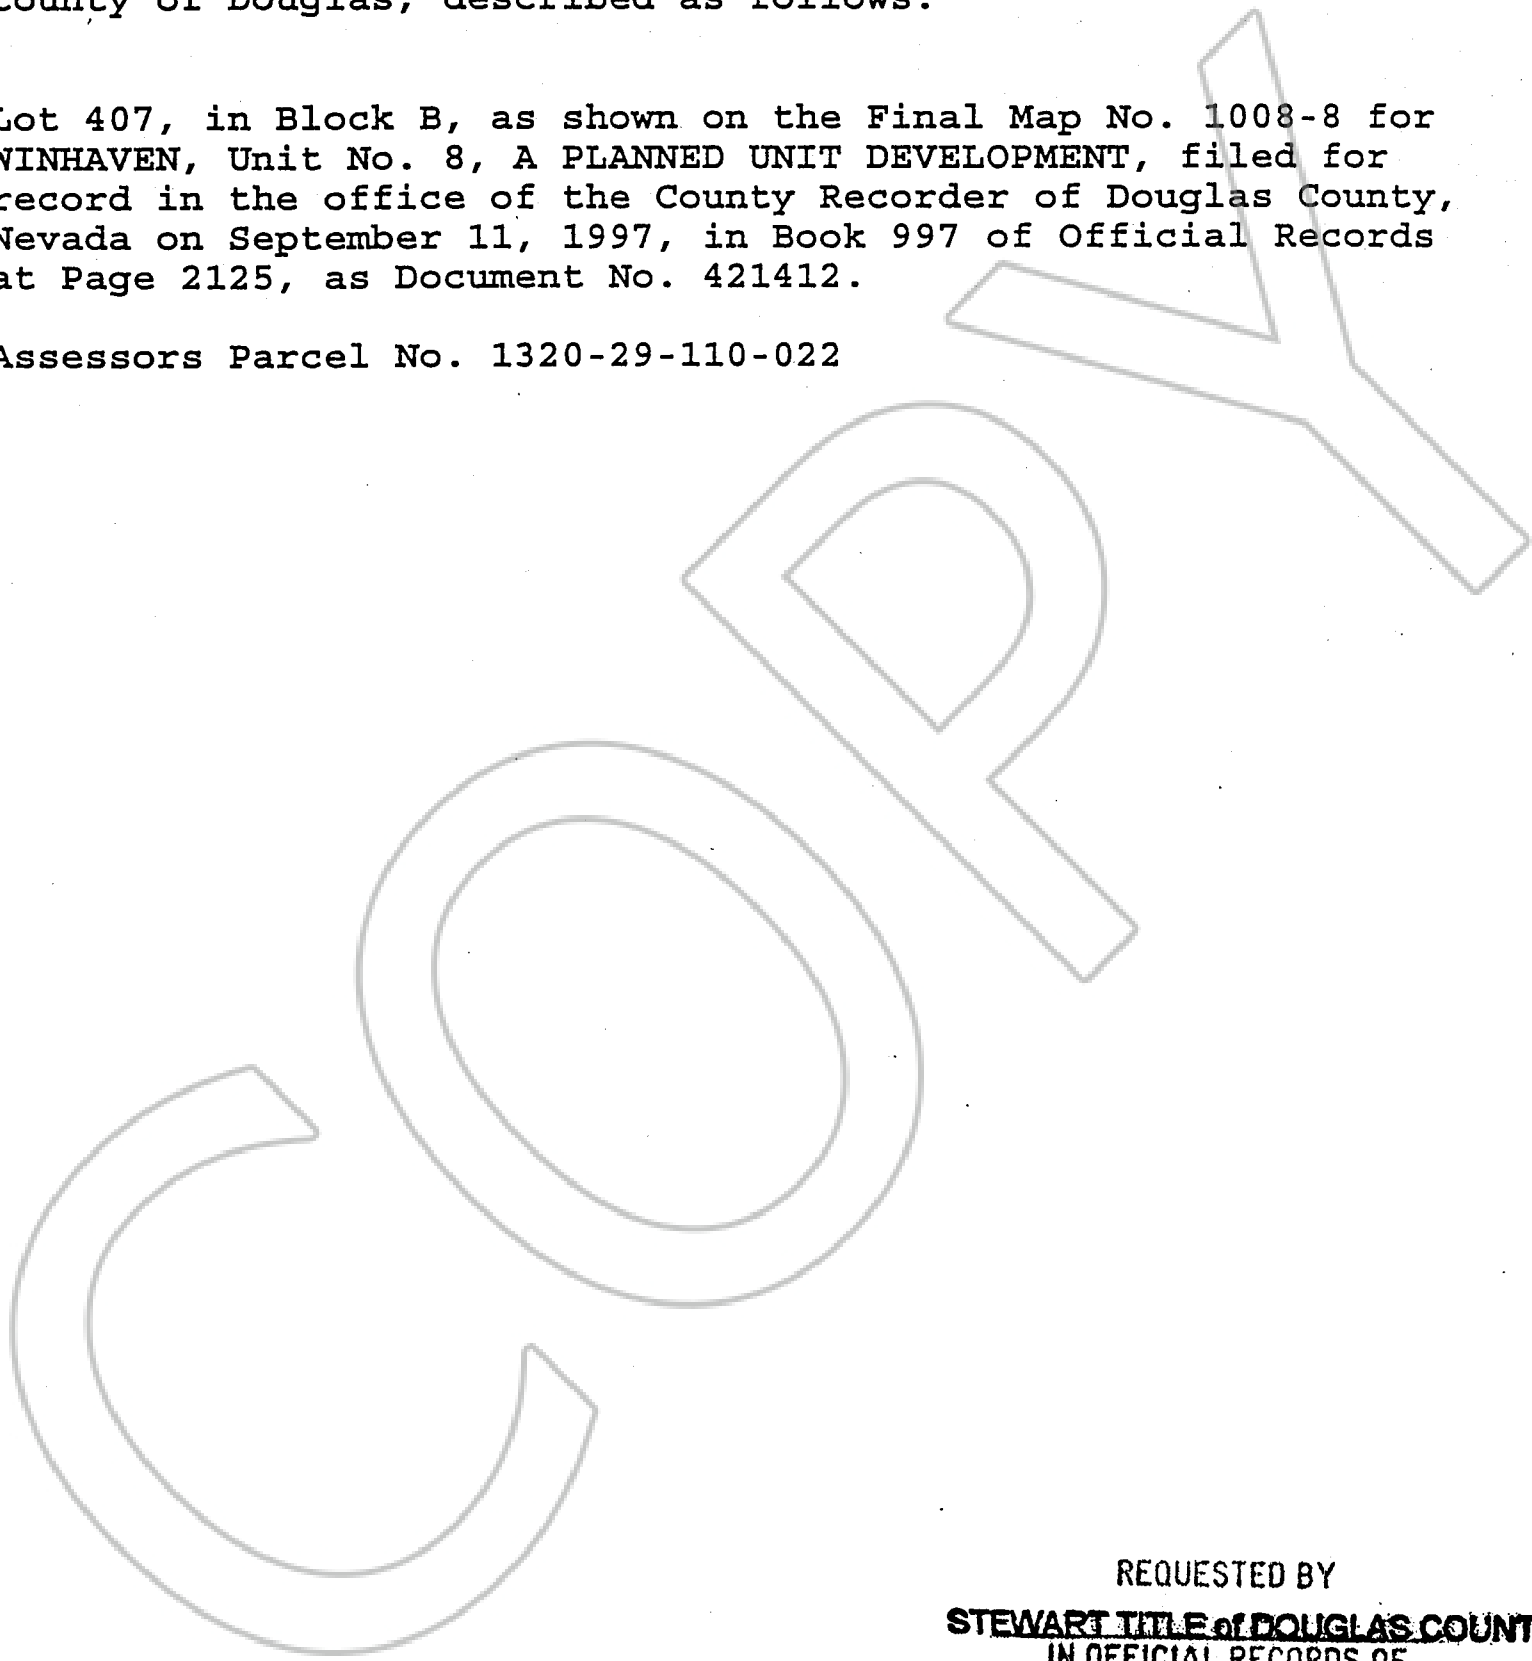 County of Douglas, described as follows:
Lot 407, in Block B, as shown on the Final Map No. 1008-8 for
WINHAVEN, Unit No. 8, A PLANNED UNIT DEVELOPMENT, filed for
record in the office of the County Recorder of Douglas County,
Nevada on September 11, 1997, in Book 997 of Official Records
at Page 2125, as Document No. 421412.
Assessors Parcel No. 1320-29-110-022
COPY
REQUESTED BY
STEWART TITLE of DOUGLAS COUNT
IN OFFICIAL RECORDS OF